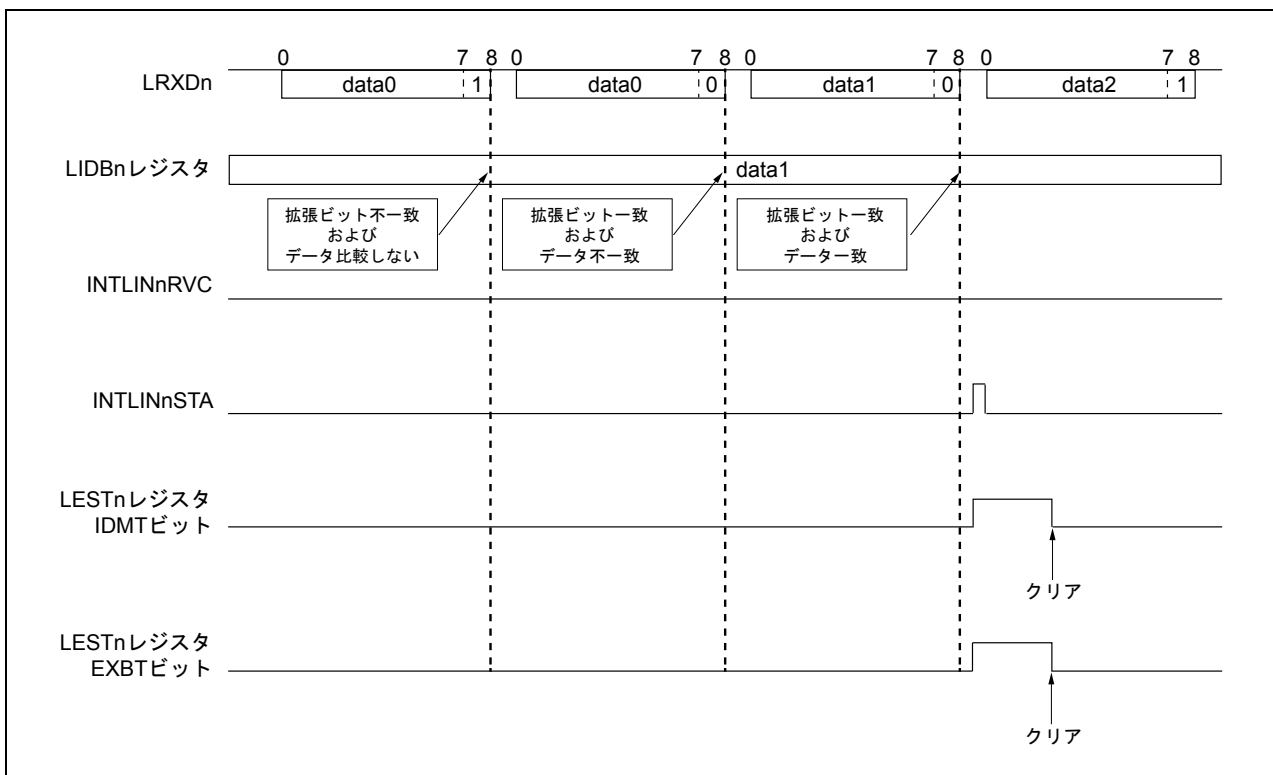 0 7 8 0 7 8 0 7 8 0 7 8
LRXDn data0 1 data0 0 data1 0 data2 1
LIDBnレジスタ data1
拡張ビット不一致
および
データ比較しない
拡張ビット一致
および
データ不一致
拡張ビット一致
および
データ一致
INTLINnRVC
INTLINnSTA
LESTnレジスタ
IDMTビット
クリア
LESTnレジスタ
EXBTビット
クリア